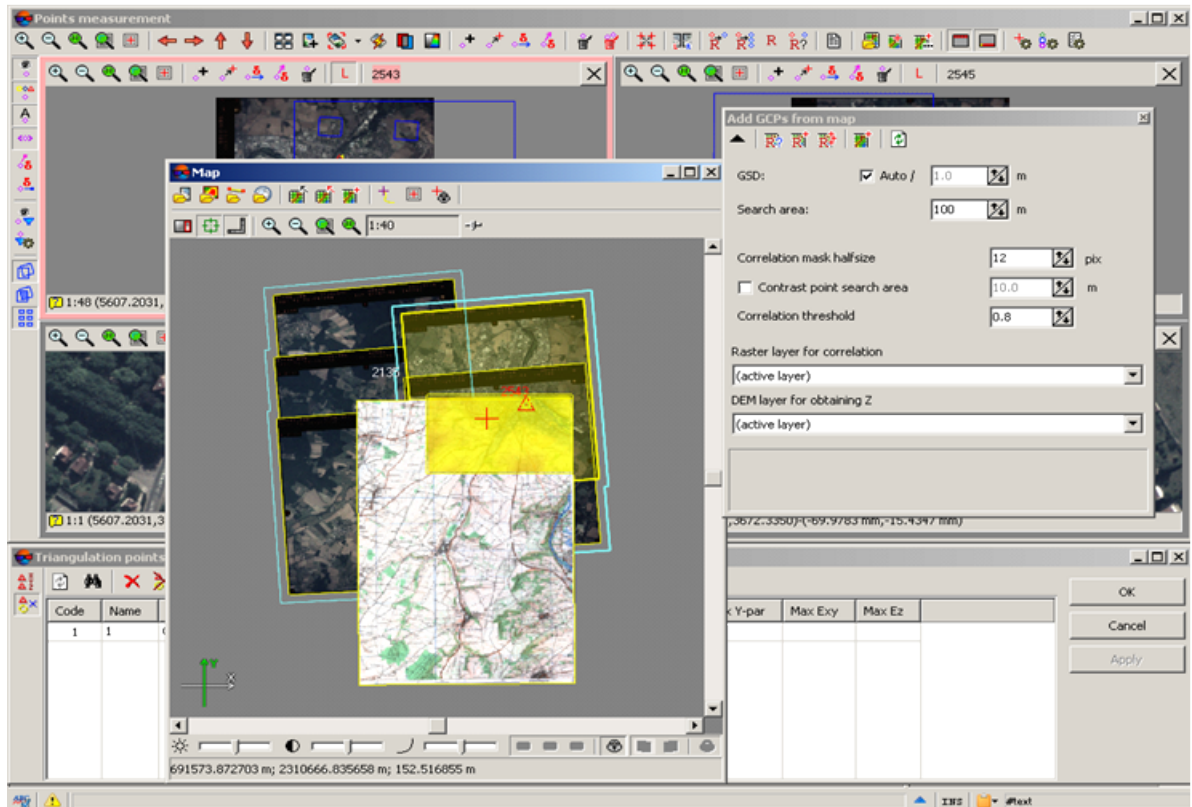 Points measurement
L 2543
L 2545
Add GCPs from map
GSD:
Auto /
1.0
m
Search area:
100
m
Correlation mask halfsize
12
pix
Contrast point search area
10.0
m
Correlation threshold
0.8
Raster layer for correlation
(active layer)
DEM layer for obtaining Z
(active layer)
Map
1:40
2135
1:48 (5607.2031,
1:1 (5607.2031,3
,3672.3350)-(-69.9783 mm,-15.4347 mm)
Y
X
691573.872703 m; 2310666.835658 m; 152.516855 m
Triangulation points
Code
Name
Y-par
Max Exy
Max Ez
1
1
OK
Cancel
Apply
INS
#text